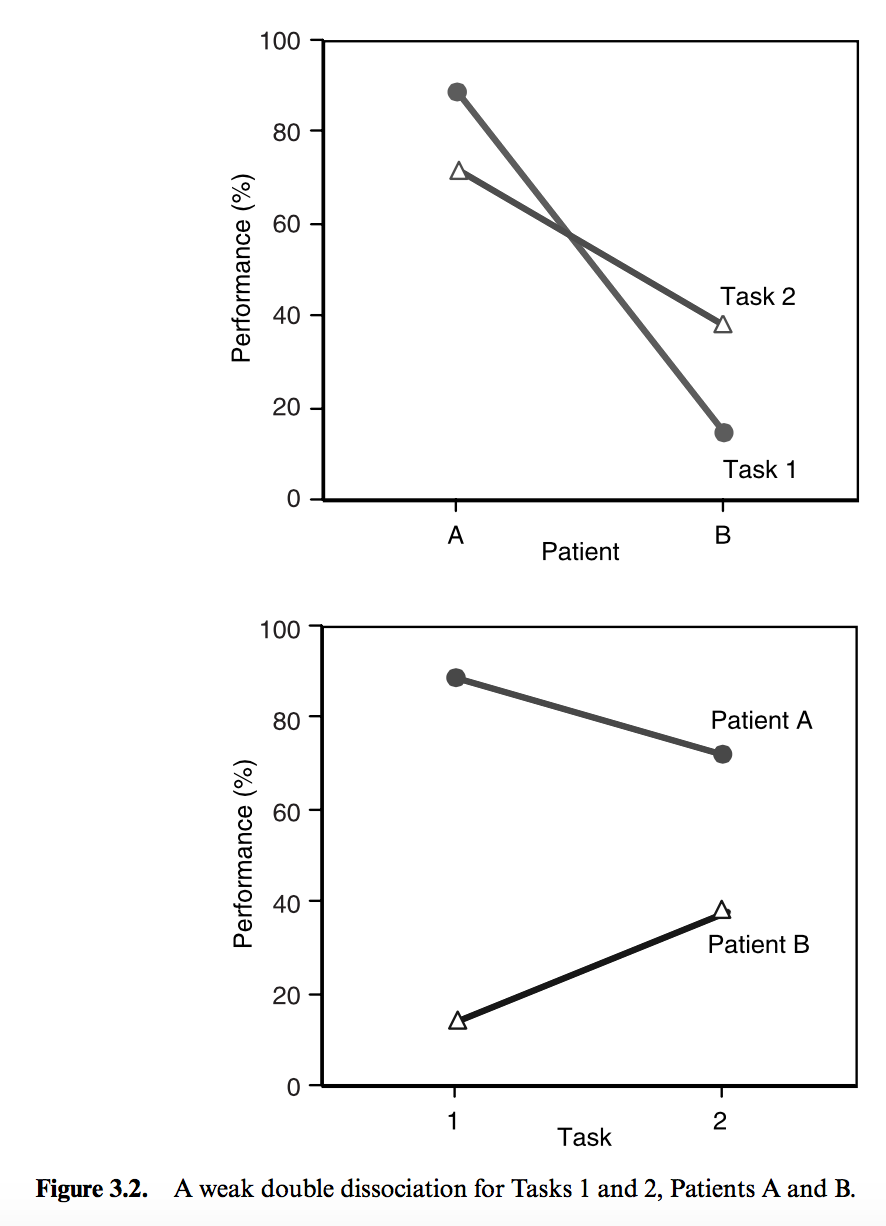 100
80
60
40
20
0
Performance (%)
Task 2
Task 1
A
B
Patient
100
80
60
40
20
0
Performance (%)
Patient A
Patient B
1
2
Task
Figure 3.2. A weak double dissociation for Tasks 1 and 2, Patients A and B.